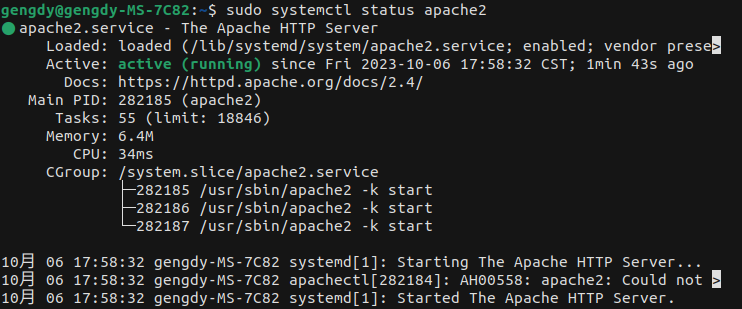 gengdy@gengdy-MS-7C82:~$ sudo systemctl status apache2
● apache2.service - The Apache HTTP Server
     Loaded: loaded (/lib/systemd/system/apache2.service; enabled; vendor prese>
     Active: active (running) since Fri 2023-10-06 17:58:32 CST; 1min 43s ago
       Docs: https://httpd.apache.org/docs/2.4/
   Main PID: 282185 (apache2)
      Tasks: 55 (limit: 18846)
     Memory: 6.4M
        CPU: 34ms
     CGroup: /system.slice/apache2.service
             ├─282185 /usr/sbin/apache2 -k start
             ├─282186 /usr/sbin/apache2 -k start
             └─282187 /usr/sbin/apache2 -k start
10月 06 17:58:32 gengdy-MS-7C82 systemd[1]: Starting The Apache HTTP Server...
10月 06 17:58:32 gengdy-MS-7C82 apachectl[282184]: AH00558: apache2: Could not >
10月 06 17:58:32 gengdy-MS-7C82 systemd[1]: Started The Apache HTTP Server.